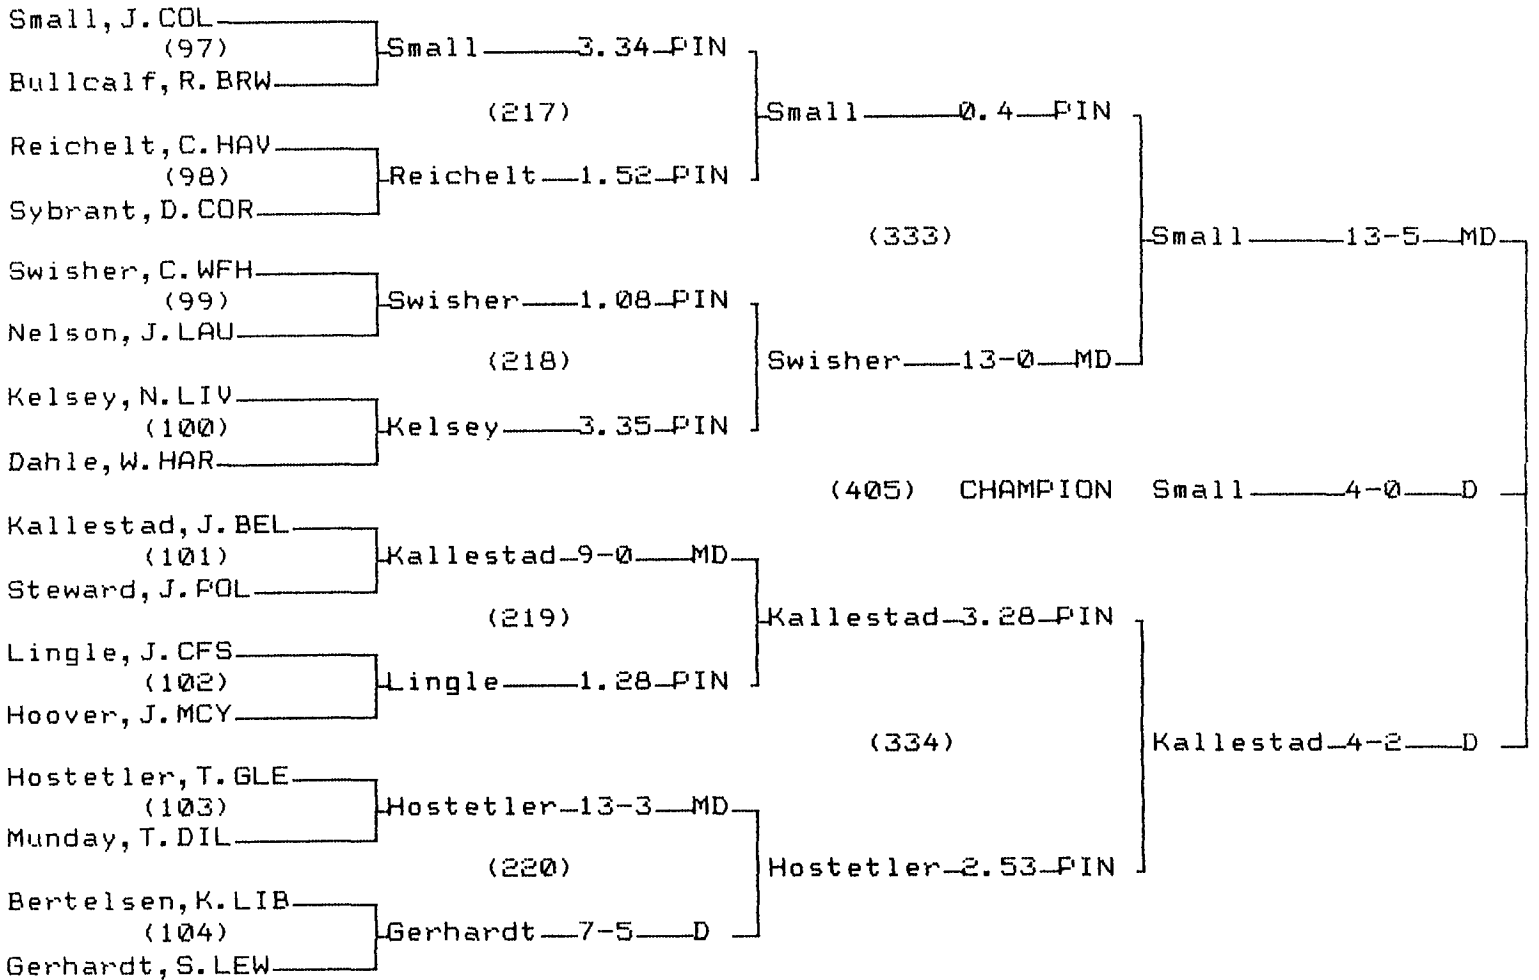 Small, J. COL
(97) Small 3.34 PIN
Bullcalf, R. BRW
(217) Small 0.4 PIN
Reichelt, C. HAV
(98) Reichelt 1.52 PIN
Sybrant, D. COR
(333) Small 13-5 MD
Swisher, C. WFH
(99) Swisher 1.08 PIN
Nelson, J. LAU
(218) Swisher 13-0 MD
Kelsey, N. LIV
(100) Kelsey 3.35 PIN
Dahle, W. HAR
(405) CHAMPION Small 4-0 D
Kallestad, J. BEL
(101) Kallestad 9-0 MD
Steward, J. POL
(219) Kallestad 3.28 PIN
Lingle, J. CFS
(102) Lingle 1.28 PIN
Hoover, J. MCY
(334) Kallestad 4-2 D
Hostetler, T. GLE
(103) Hostetler 13-3 MD
Munday, T. DIL
(220) Hostetler 2.53 PIN
Bertelsen, K. LIB
(104) Gerhardt 7-5 D
Gerhardt, S. LEW